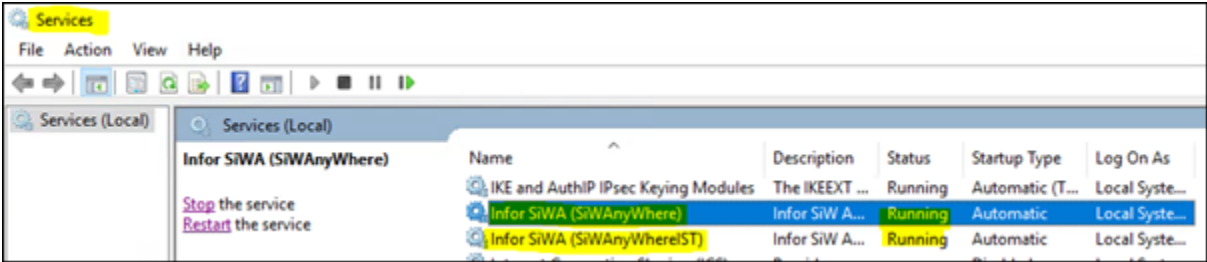 Services
File Action View Help
Services (Local)
Services (Local)
Infor SiWA (SiWAnyWhere)
Stop the service
Restart the service
Name Description Status Startup Type Log On As
IKE and AuthIP IPsec Keying Modules The IKEEXT ... Running Automatic (T... Local Syste...
Infor SiWA (SiWAnyWhere) Infor SiW A... Running Automatic Local Syste...
Infor SiWA (SiWAnyWhereIST) Infor SiW A... Running Automatic Local Syste...